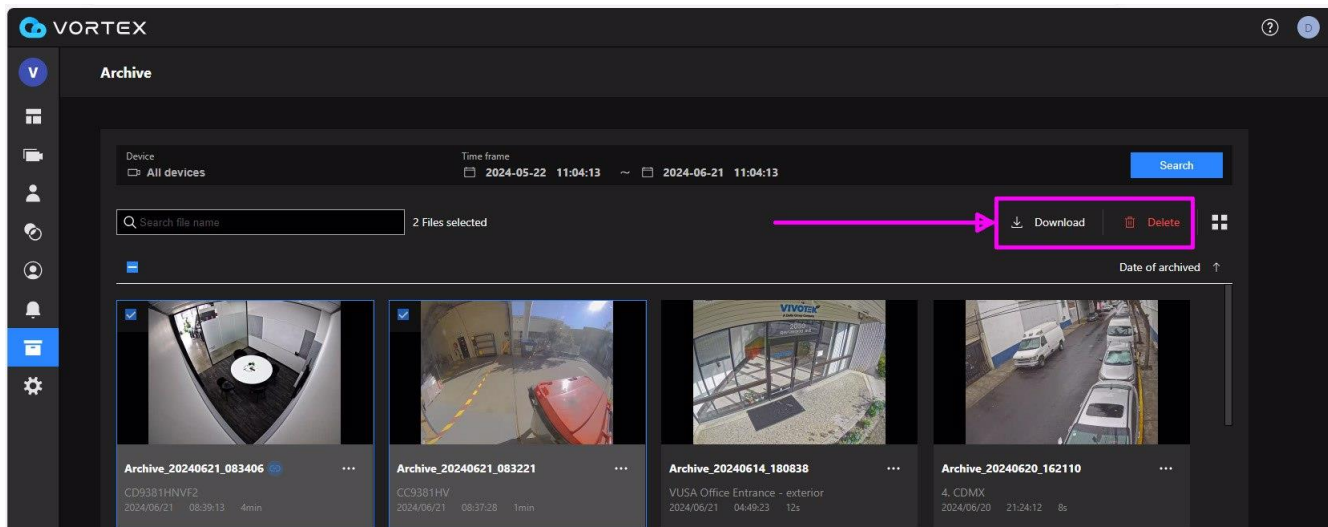 VORTEX
D
V
Archive
Device
All devices
Time frame
2024-05-22 11:04:13 ~ 2024-06-21 11:04:13
Search
Search file name
2 Files selected
Download
Delete
Date of archived
VIVOTEK
2050
Archive_20240621_083406
CD9381HNVF2
2024/06/21 08:39:13 4min
Archive_20240621_083221
CC9381HV
2024/06/21 08:37:28 1min
Archive_20240614_180838
VUSA Office Entrance - exterior
2024/06/21 04:49:23 12s
Archive_20240620_162110
4. CDMX
2024/06/20 21:24:12 8s